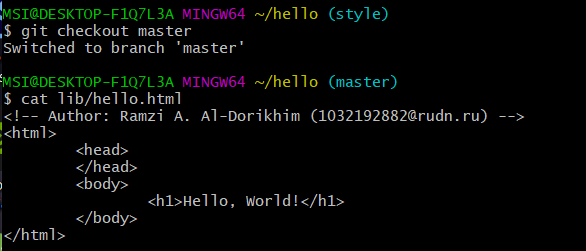 MSI@DESKTOP-F1Q7L3A MINGW64 ~/hello (style)
$ git checkout master
Switched to branch 'master'
MSI@DESKTOP-F1Q7L3A MINGW64 ~/hello (master)
$ cat lib/hello.html
<!-- Author: Ramzi A. Al-Dorikhim (1032192882@rudn.ru) -->
<html>
        <head>
        </head>
        <body>
                <h1>Hello, World!</h1>
        </body>
</html>